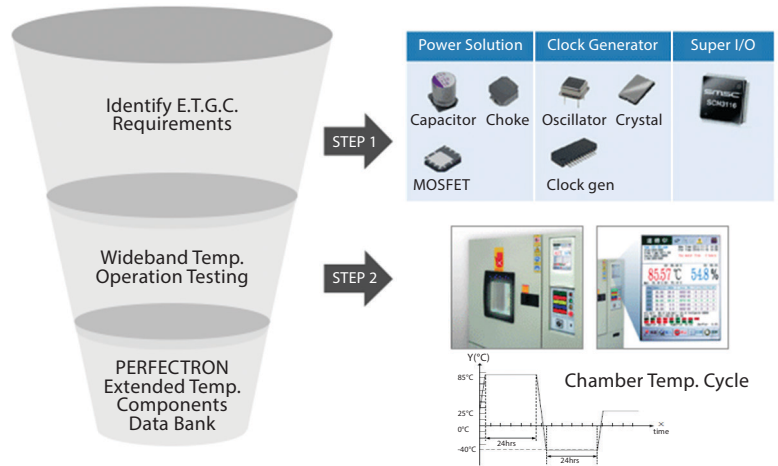 Identify E.T.G.C.
Requirements
STEP 1
Power Solution
Clock Generator
Super I/O
Capacitor
Choke
Oscillator
Crystal
smsc
SCN3116
MOSFET
Clock gen
Wideband Temp.
Operation Testing
STEP 2
85.57 °C 54.8 %
PERFECTRON
Extended Temp.
Components
Data Bank
Chamber Temp. Cycle
Y(°C)
85°C
25°C
0°C
-40°C
24hrs
24hrs
×
time